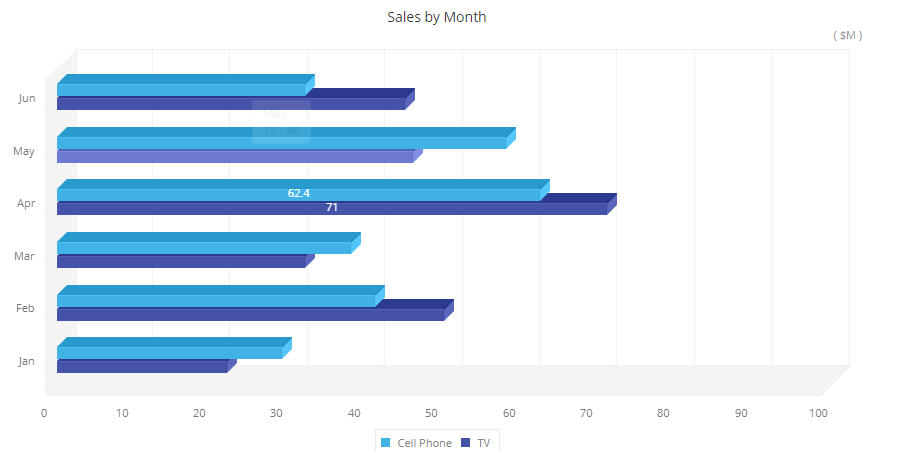 Sales by Month
( $M )
Jun
May
TV : 46
May
Apr
62.4
71
Mar
Feb
Jan
0 10 20 30 40 50 60 70 80 90 100
Cell Phone TV